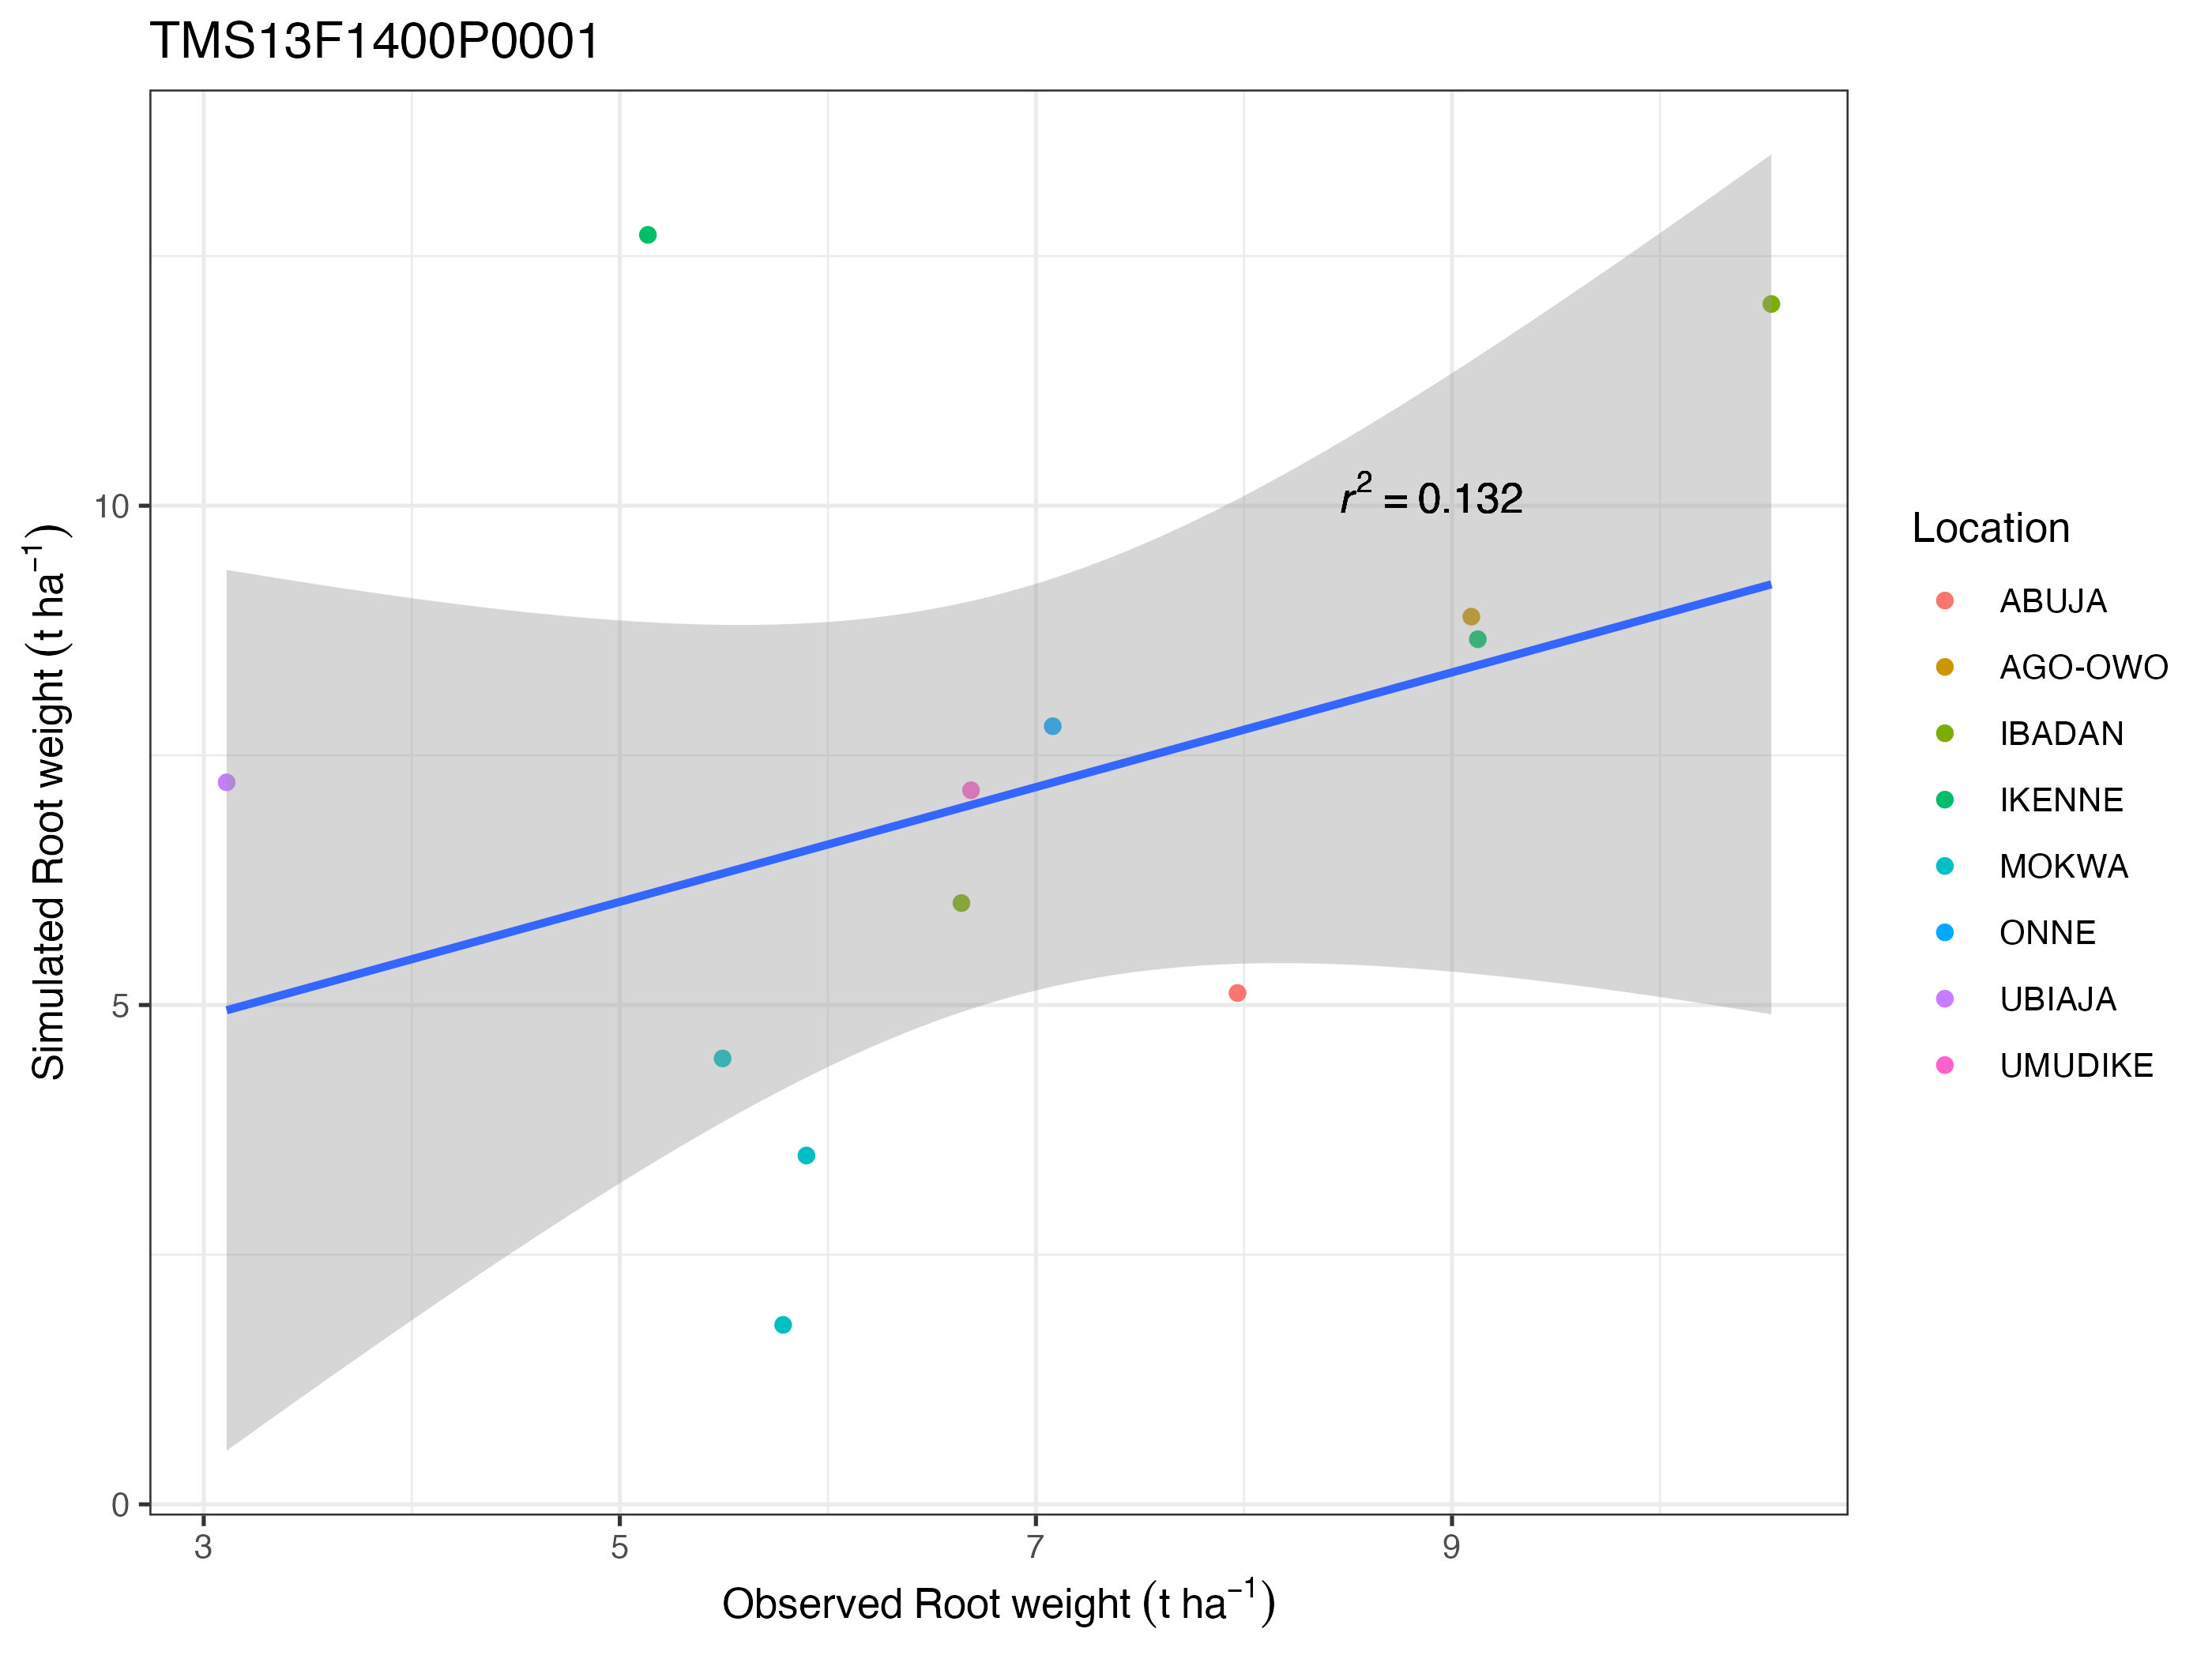 TMS13F1400P0001
Simulated Root weight (t ha⁻¹)
10
5
0
r² = 0.132
3 5 7 9
Observed Root weight (t ha⁻¹)
Location
ABUJA
AGO-OWO
IBADAN
IKENNE
MOKWA
ONNE
UBIAJA
UMUDIKE